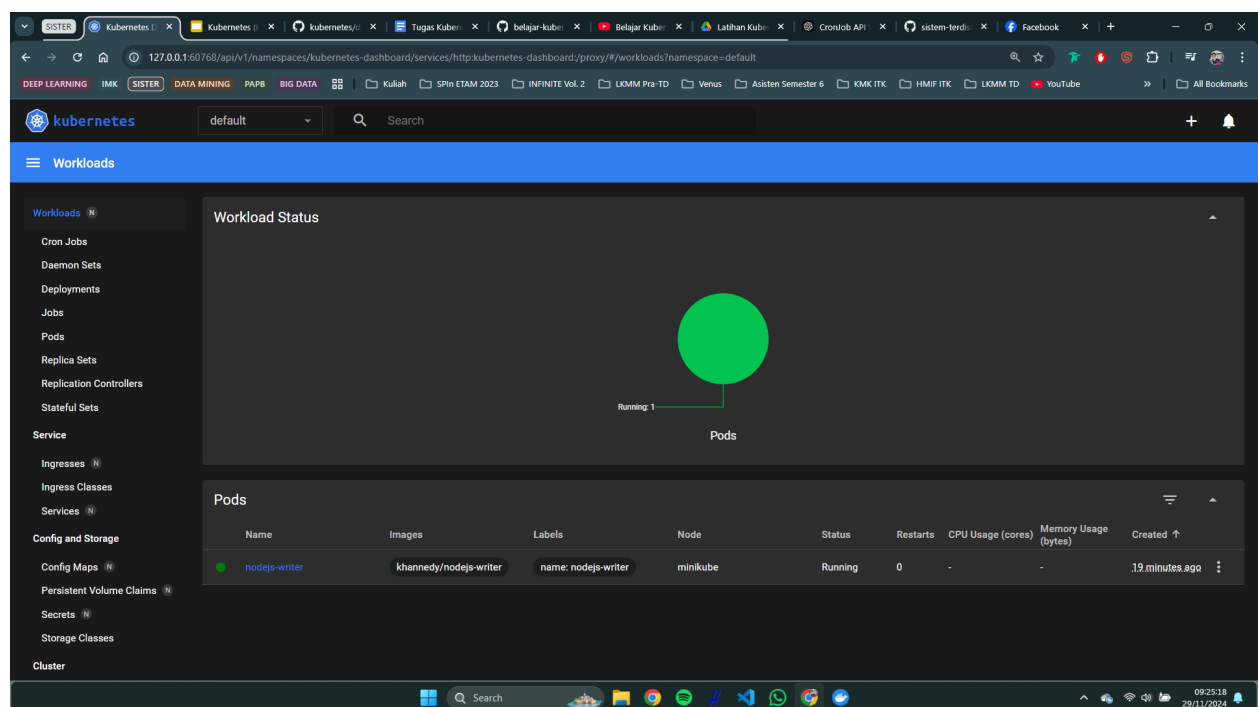 SISTER Kubernetes D Kubernetes ( kubernetes/d Tugas Kubern belajar-kuber Belajar Kuber Latihan Kube CronJob API sistem-terdis Facebook
127.0.0.1:60768/api/v1/namespaces/kubernetes-dashboard/services/http:kubernetes-dashboard:/proxy/#/workloads?namespace=default
DEEP LEARNING IMK SISTER DATA MINING PAPB BIG DATA Kuliah SPIn ETAM 2023 INFINITE Vol. 2 LKMM Pra-TD Venus Asisten Semester 6 KMK ITK HMIF ITK LKMM TD YouTube » All Bookmarks
kubernetes default Search
Workloads
Workloads N
Cron Jobs
Daemon Sets
Deployments
Jobs
Pods
Replica Sets
Replication Controllers
Stateful Sets
Service
Ingresses N
Ingress Classes
Services N
Config and Storage
Config Maps N
Persistent Volume Claims N
Secrets N
Storage Classes
Cluster
Workload Status
Running: 1
Pods
Pods
Name Images Labels Node Status Restarts CPU Usage (cores) Memory Usage (bytes) Created
nodejs-writer khannedy/nodejs-writer name: nodejs-writer minikube Running 0 - - 19 minutes ago
Search
09:25:18
29/11/2024